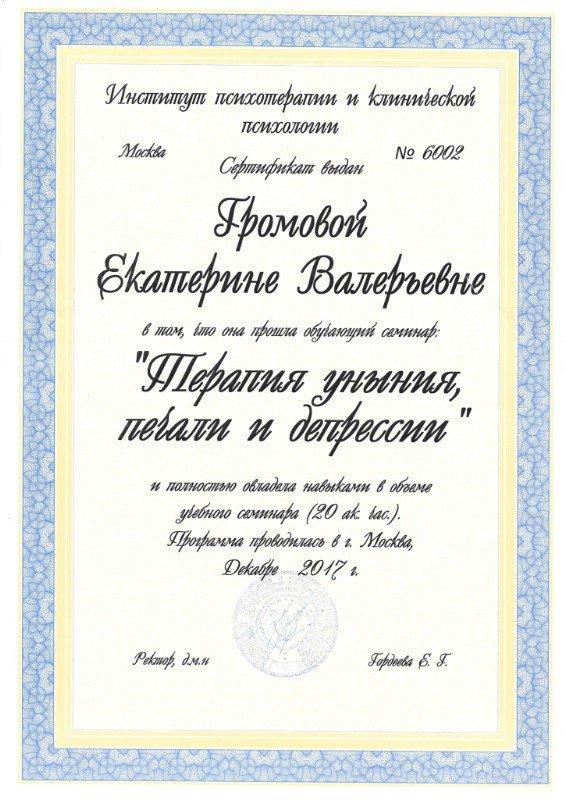 Институт психотерапии и клинической
психологии
Москва
№ 6002
Сертификат выдан
Громовой
Екатерине Валерьевне
в том, что она прошла обучающий семинар:
"Терапия уныния,
печали и депрессии"
и полностью овладела навыками в объеме
учебного семинара (20 ак. час.).
Программа проводилась в г. Москва,
Декабре 2017 г.
Ректор, д.м.н
Гордеева Е. Г.